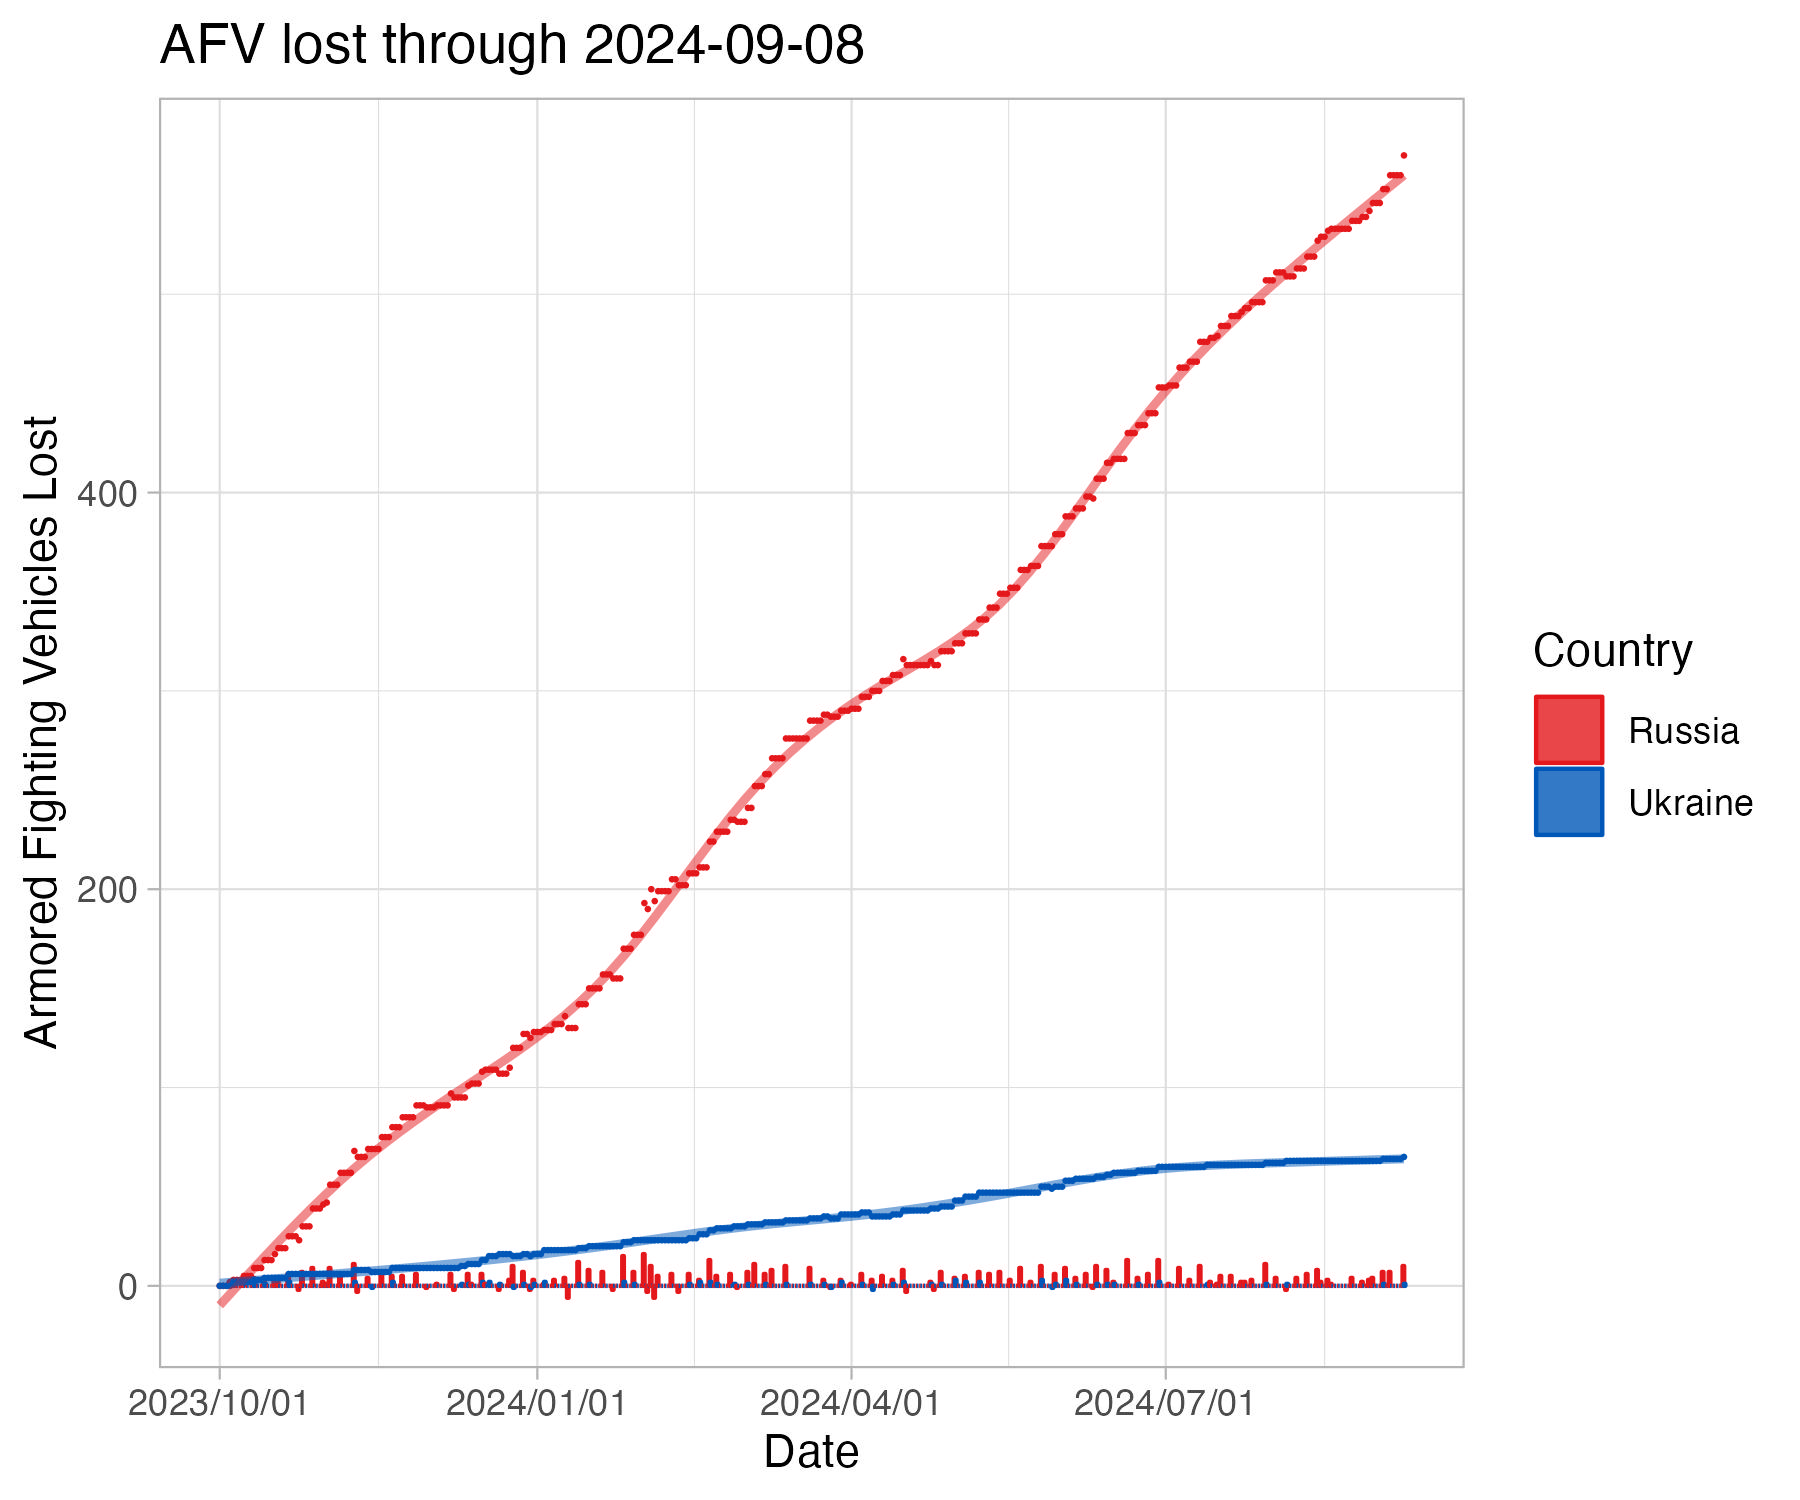 AFV lost through 2024-09-08
Armored Fighting Vehicles Lost
400
200
0
2023/10/01
2024/01/01
2024/04/01
2024/07/01
Date
Country
Russia
Ukraine